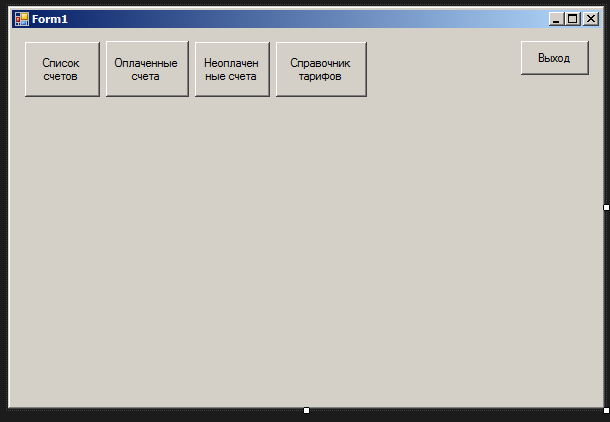 Form1
Список
счетов
Оплаченные
счета
Неоплачен
ные счета
Справочник
тарифов
Выход